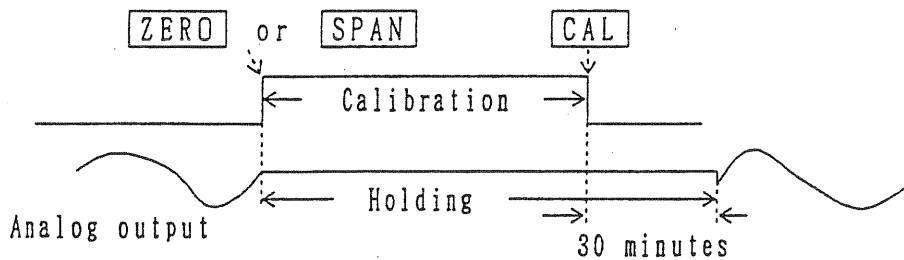 ZERO or SPAN CAL
Calibration
Holding
Analog output
30 minutes